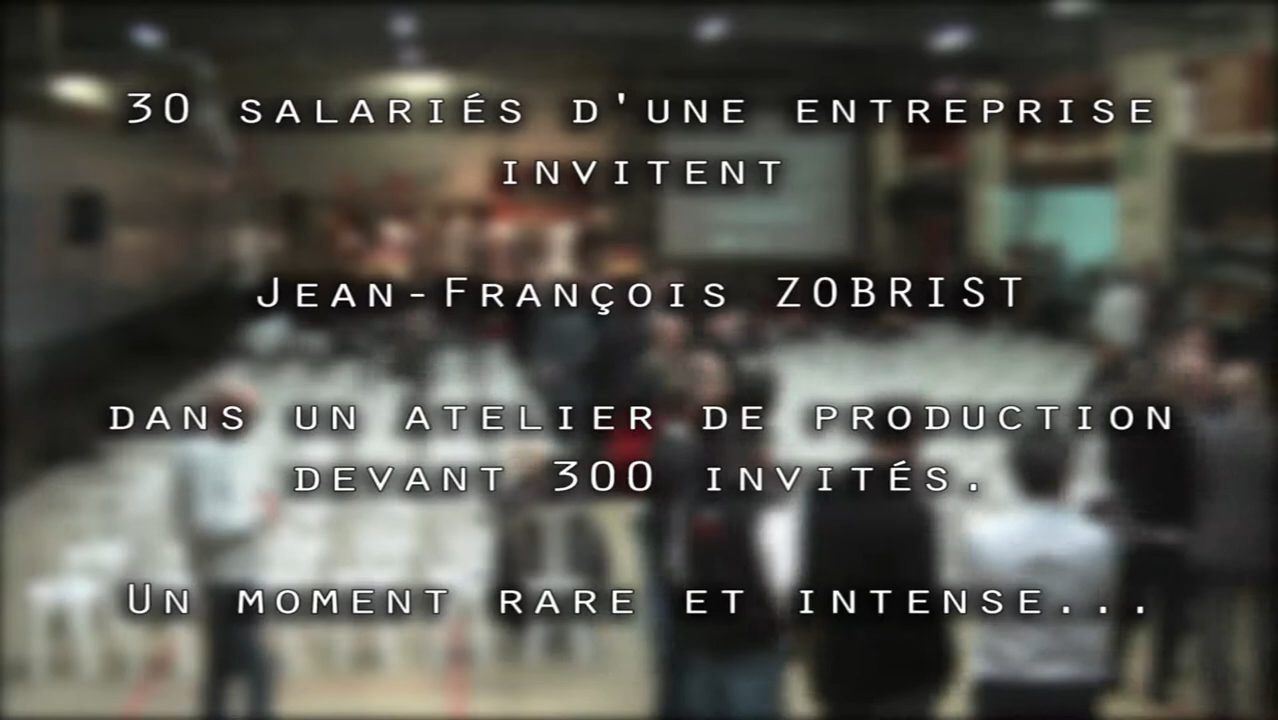 30 SALARIÉS D'UNE ENTREPRISE
INVITENT
JEAN-FRANÇOIS ZOBRIST
DANS UN ATELIER DE PRODUCTION
DEVANT 300 INVITÉS.
UN MOMENT RARE ET INTENSE...